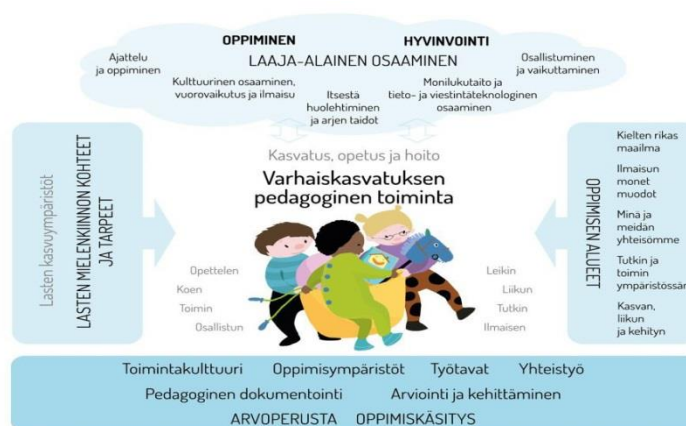 OPPIMINEN HYVINVOINTI
LAAJA-ALAINEN OSAAMINEN
Ajattelu
ja oppiminen
Kulttuurinen osaaminen,
vuorovaikutus ja ilmaisu
Itsestä
huolehtiminen
ja arjen taidot
Monilukutaito ja
tieto- ja viestintäteknologinen
osaaminen
Osallistuminen
ja vaikuttaminen
Lasten kasvuympäristöt
LASTEN MIELENKIINNON KOHTEET
JA TARPEET
Kasvatus, opetus ja hoito
Varhaiskasvatuksen
pedagoginen toiminta
Opettelen
Koen
Toimin
Osallistun
Leikin
Liikun
Tutkin
Ilmaisen
OPPIMISEN ALUEET
Kielten rikas
maailma
Ilmaisun
monet
muodot
Minä ja
meidän
yhteisömme
Tutkin ja
toimin
ympäristössän
Kasvan,
liikun
ja kehityn
Toimintakulttuuri Oppimisympäristöt Työtavat Yhteistyö
Pedagoginen dokumentointi Arviointi ja kehittäminen
ARVOPERUSTA OPPIMISKÄSITYS